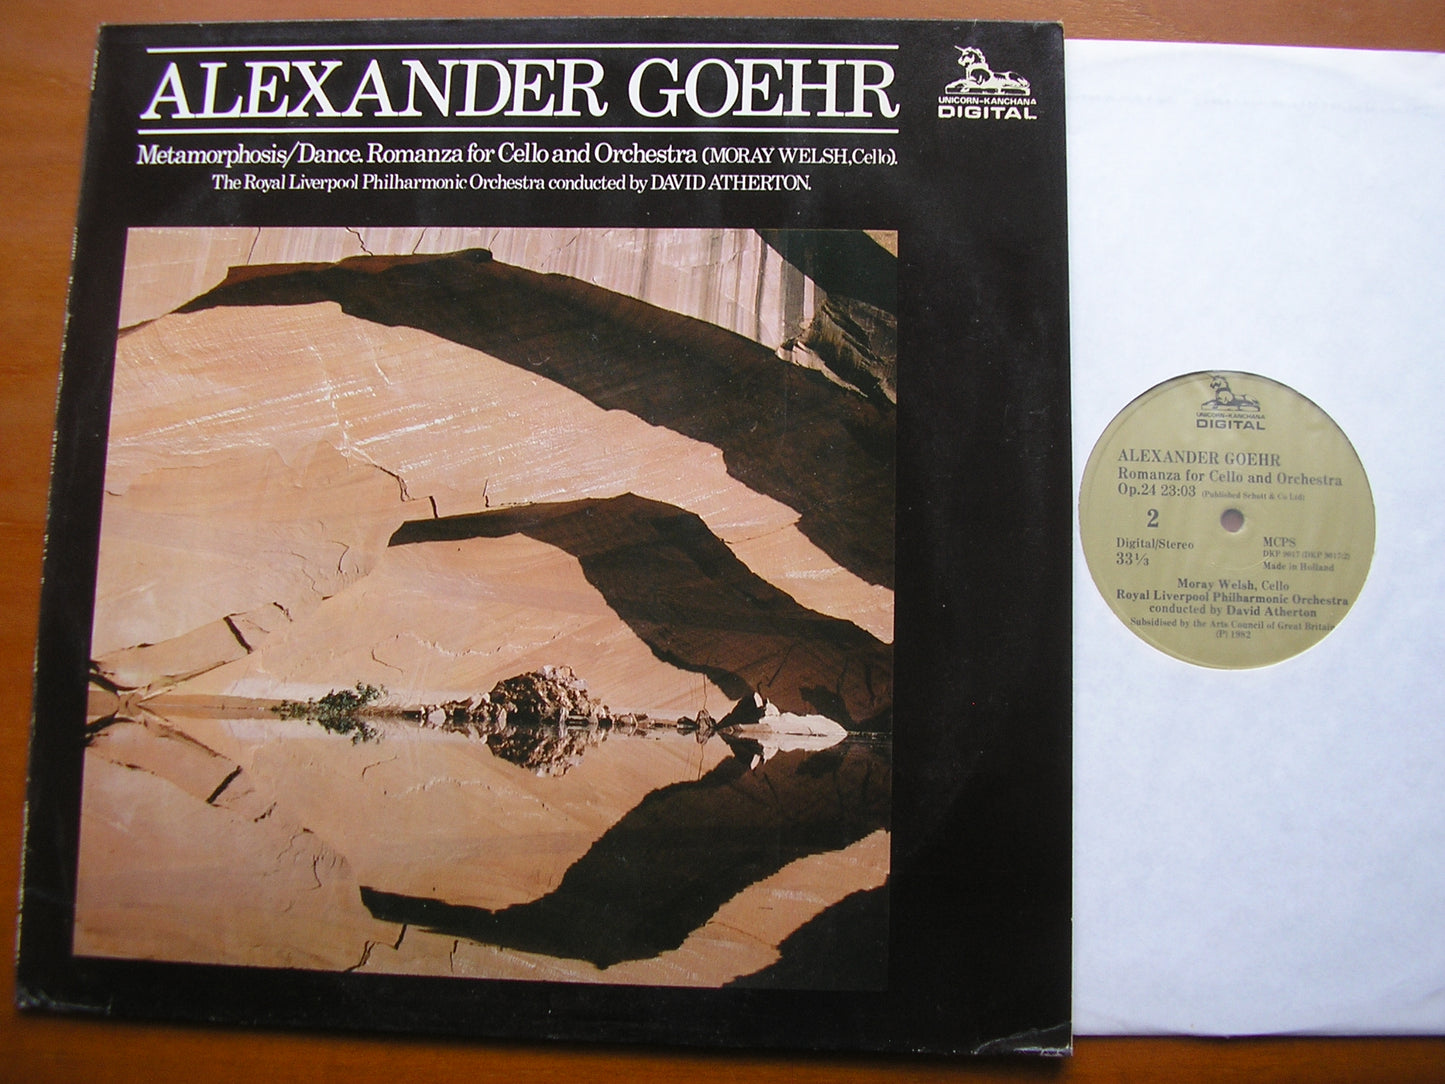 ALEXANDER GOEHR
Metamorphosis/Dance. Romanza for Cello and Orchestra (MORAY WELSH, Cello).
The Royal Liverpool Philharmonic Orchestra conducted by DAVID ATHERTON.
UNICORN-KANCHANA
DIGITAL
UNICORN-KANCHANA
DIGITAL
ALEXANDER GOEHR
Romanza for Cello and Orchestra
Op.24 23:03 (Published Schott & Co Ltd)
2
Digital/Stereo
33 1/3
MCPS
DKP 9017 (DKP 9017:2)
Made in Holland
Moray Welsh, Cello
Royal Liverpool Philharmonic Orchestra
conducted by David Atherton
Subsidised by the Arts Council of Great Britain
(P) 1982